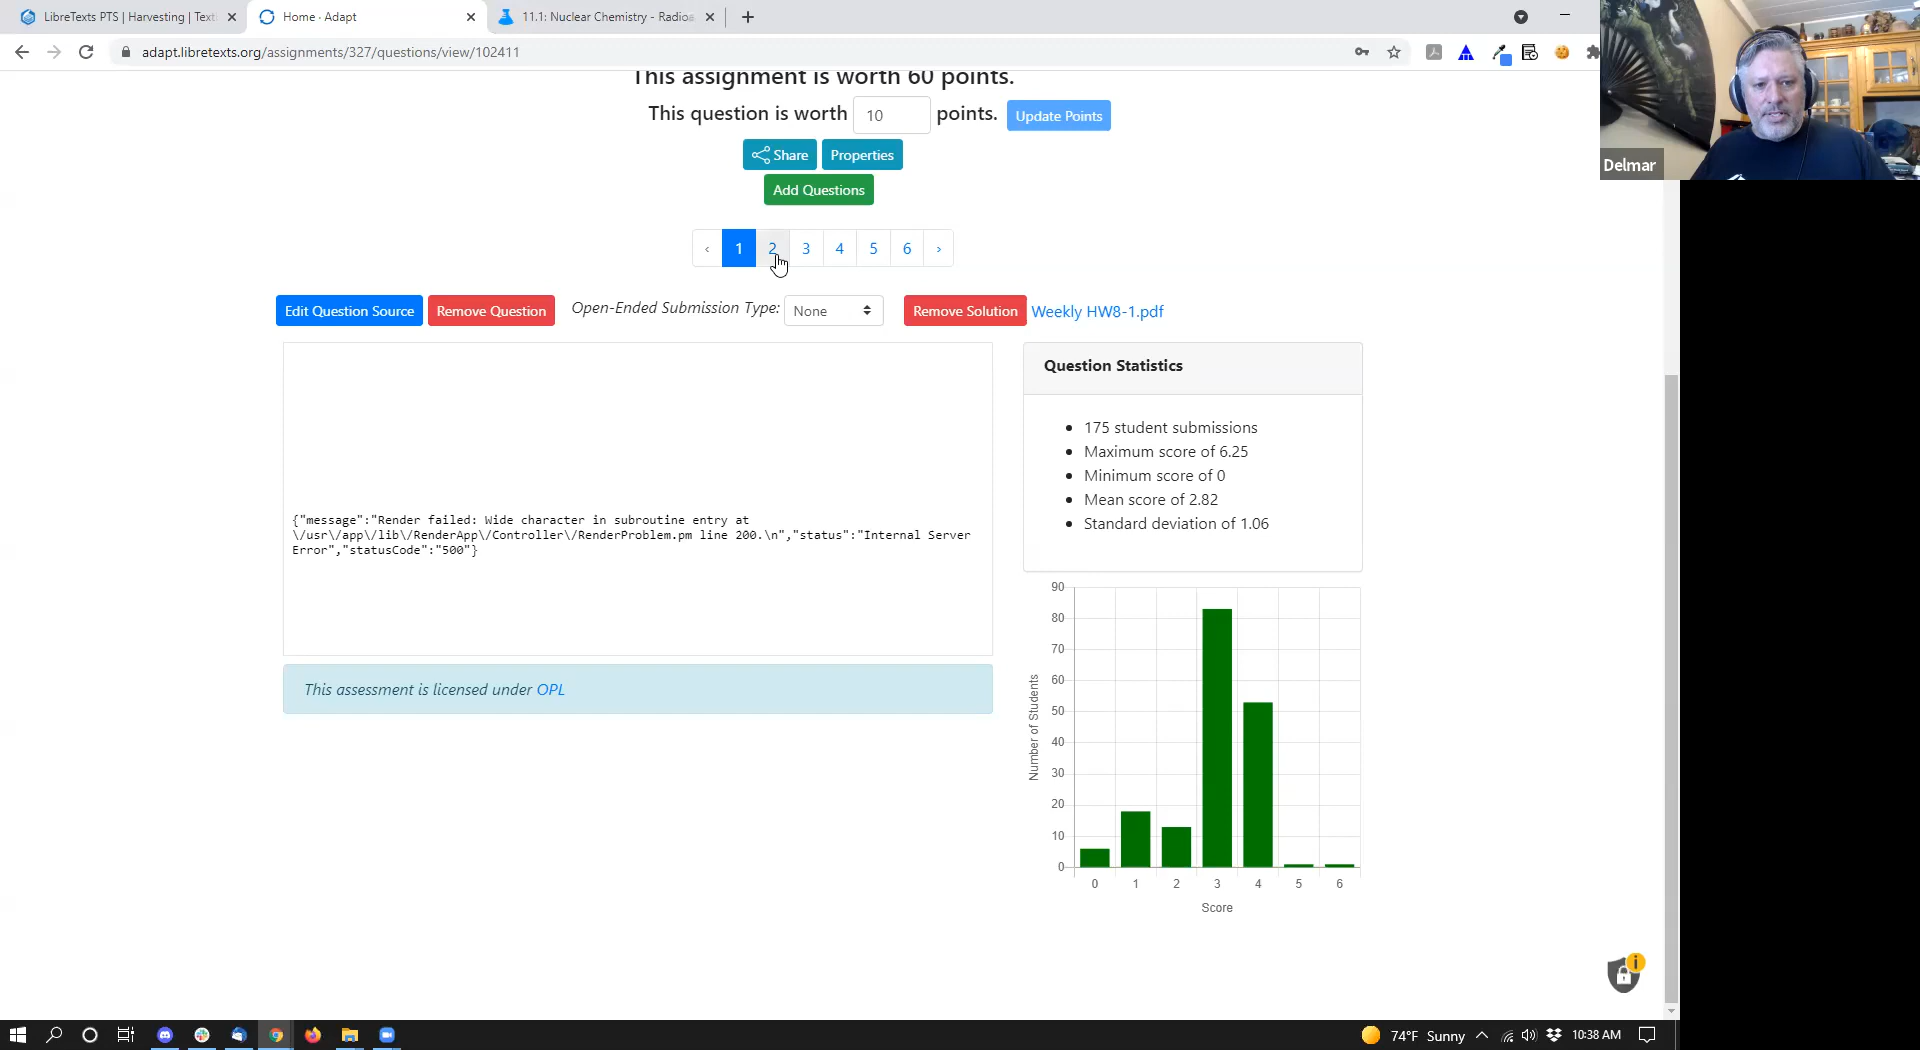 LibreTexts PTS | Harvesting | Texti
Home · Adapt
11.1: Nuclear Chemistry - Radioa
adapt.libretexts.org/assignments/327/questions/view/102411
Delmar
This assignment is worth 60 points.
This question is worth 10 points. Update Points
Share Properties
Add Questions
‹ 1 2 3 4 5 6 ›
Edit Question Source Remove Question Open-Ended Submission Type: None Remove Solution Weekly HW8-1.pdf
{"message":"Render failed: Wide character in subroutine entry at
\/usr\/app\/lib\/RenderApp\/Controller\/RenderProblem.pm line 200.\n","status":"Internal Server
Error","statusCode":"500"}
This assessment is licensed under OPL
Question Statistics
175 student submissions
Maximum score of 6.25
Minimum score of 0
Mean score of 2.82
Standard deviation of 1.06
90
80
70
60
50
40
30
20
10
0
Number of Students
0 1 2 3 4 5 6
Score
74°F Sunny 10:38 AM